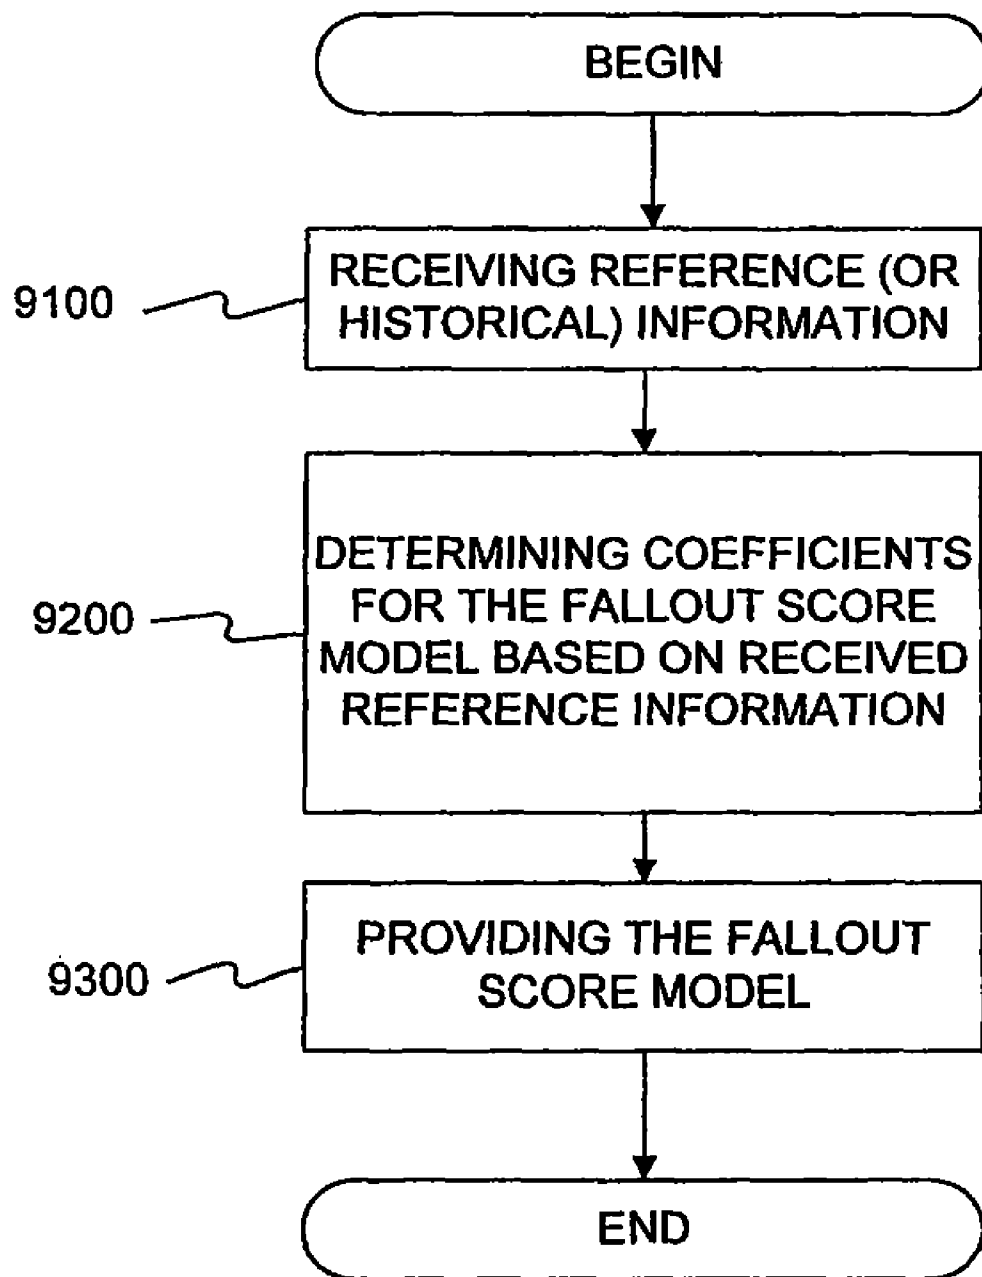 BEGIN
9100
RECEIVING REFERENCE (OR
HISTORICAL) INFORMATION
9200
DETERMINING COEFFICIENTS
FOR THE FALLOUT SCORE
MODEL BASED ON RECEIVED
REFERENCE INFORMATION
9300
PROVIDING THE FALLOUT
SCORE MODEL
END